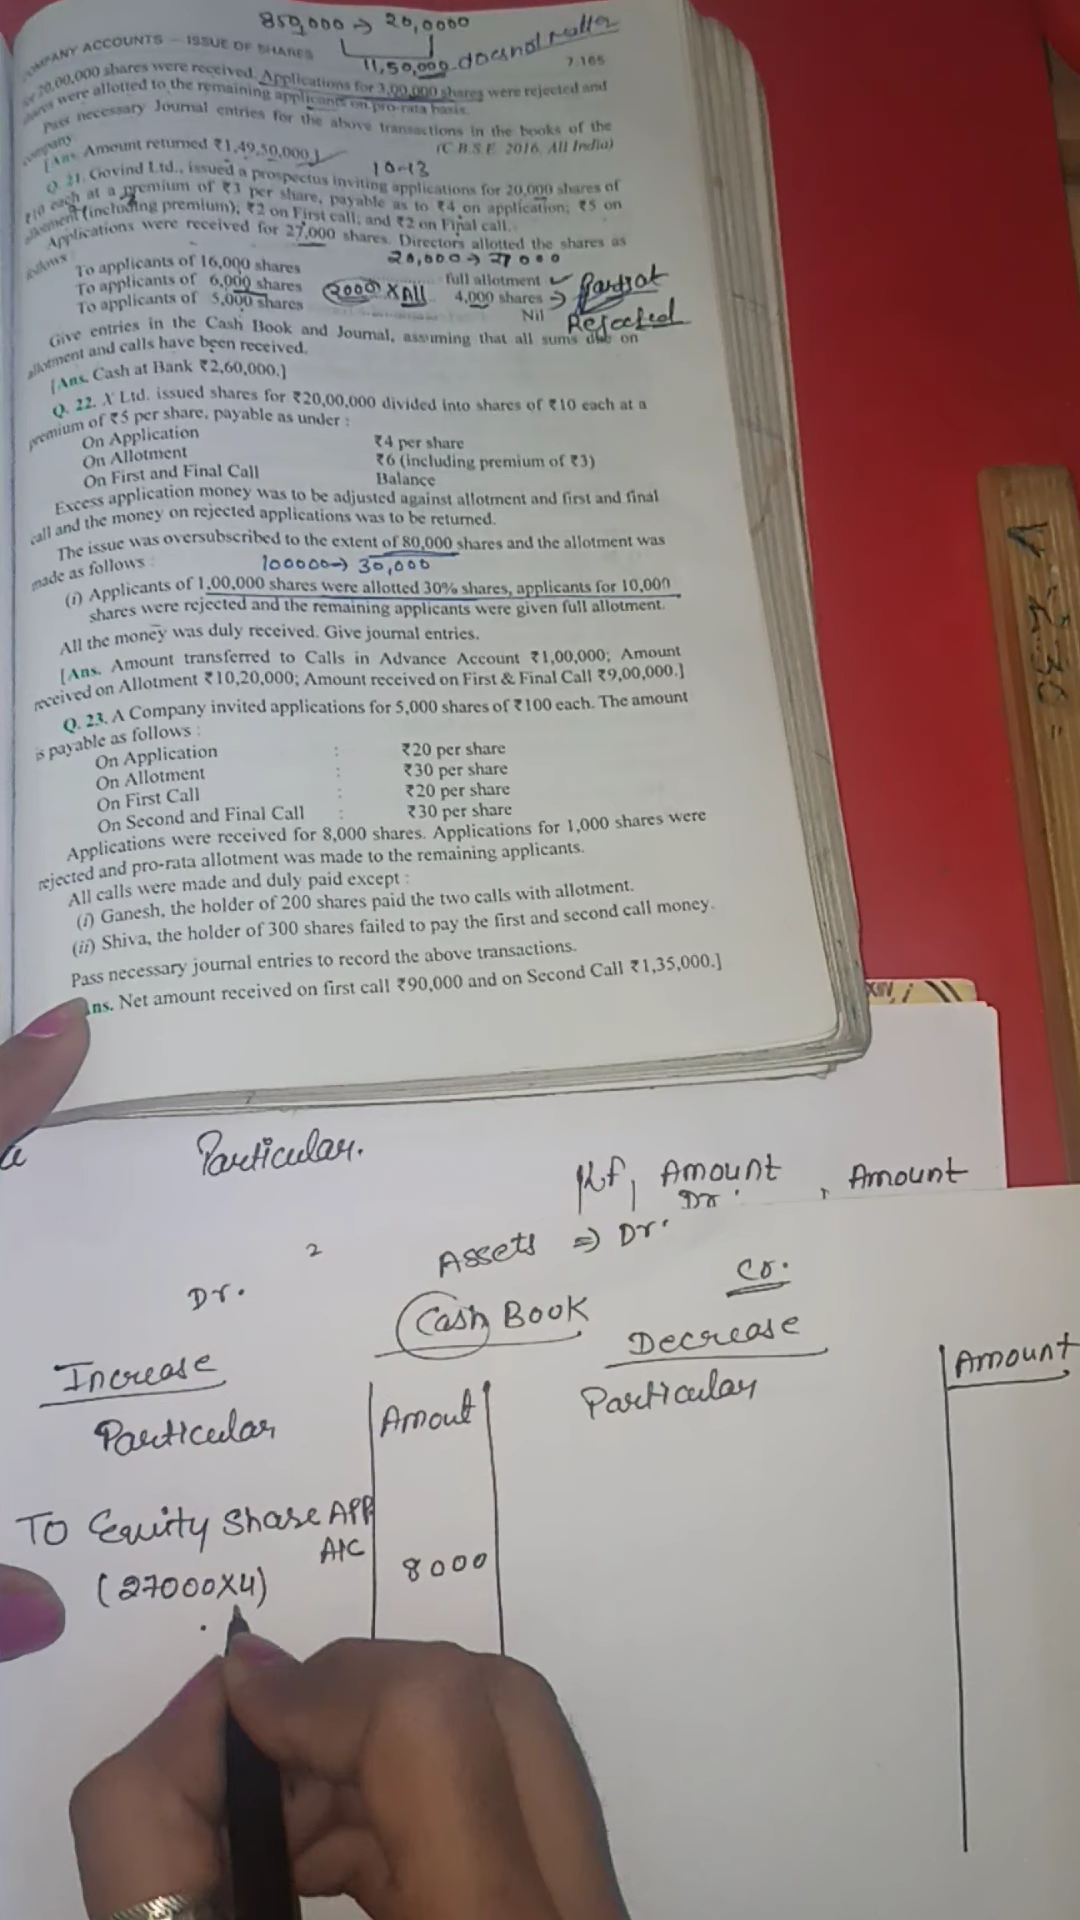 850,000 → 20,0000
11,50,000 does not matter
COMPANY ACCOUNTS – ISSUE OF SHARES
7.165
for 20,00,000 shares were received. Applications for 3,00,000 shares were rejected and
shares were allotted to the remaining applicants on pro-rata basis.
Pass necessary Journal entries for the above transactions in the books of the
company.
(C.B.S.E. 2016, All India)
[Ans. Amount returned ₹1,49,50,000.]
10-13
Q. 21. Govind Ltd., issued a prospectus inviting applications for 20,000 shares of
₹10 each at a premium of ₹3 per share, payable as to ₹4 on application; ₹5 on
allotment (including premium); ₹2 on First call; and ₹2 on Final call.
Applications were received for 27,000 shares. Directors allotted the shares as
follows :
20,000 → 27000
To applicants of 16,000 shares full allotment
To applicants of 6,000 shares 2000 X All 4,000 shares → Partial
To applicants of 5,000 shares Nil Rejected
Give entries in the Cash Book and Journal, assuming that all sums due on
allotment and calls have been received.
[Ans. Cash at Bank ₹2,60,000.]
Q. 22. X Ltd. issued shares for ₹20,00,000 divided into shares of ₹10 each at a
premium of ₹5 per share, payable as under :
On Application ₹4 per share
On Allotment ₹6 (including premium of ₹3)
On First and Final Call Balance
Excess application money was to be adjusted against allotment and first and final
call and the money on rejected applications was to be returned.
The issue was oversubscribed to the extent of 80,000 shares and the allotment was
made as follows :
100000 → 30,000
(i) Applicants of 1,00,000 shares were allotted 30% shares, applicants for 10,000
shares were rejected and the remaining applicants were given full allotment.
All the money was duly received. Give journal entries.
[Ans. Amount transferred to Calls in Advance Account ₹1,00,000; Amount
received on Allotment ₹10,20,000; Amount received on First & Final Call ₹9,00,000.]
Q. 23. A Company invited applications for 5,000 shares of ₹100 each. The amount
is payable as follows :
On Application : ₹20 per share
On Allotment : ₹30 per share
On First Call : ₹20 per share
On Second and Final Call : ₹30 per share
Applications were received for 8,000 shares. Applications for 1,000 shares were
rejected and pro-rata allotment was made to the remaining applicants.
All calls were made and duly paid except :
(i) Ganesh, the holder of 200 shares paid the two calls with allotment.
(ii) Shiva, the holder of 300 shares failed to pay the first and second call money.
Pass necessary journal entries to record the above transactions.
ns. Net amount received on first call ₹90,000 and on Second Call ₹1,35,000.]
Particular.
Amount Dr.
Amount
Assets ⇒ Dr.
2
Dr.
Cr.
Cash Book
Increase
Decrease
Particular
Amout
Particular
Amount
TO Equity Share APP
A/C
(27000X4)
8000